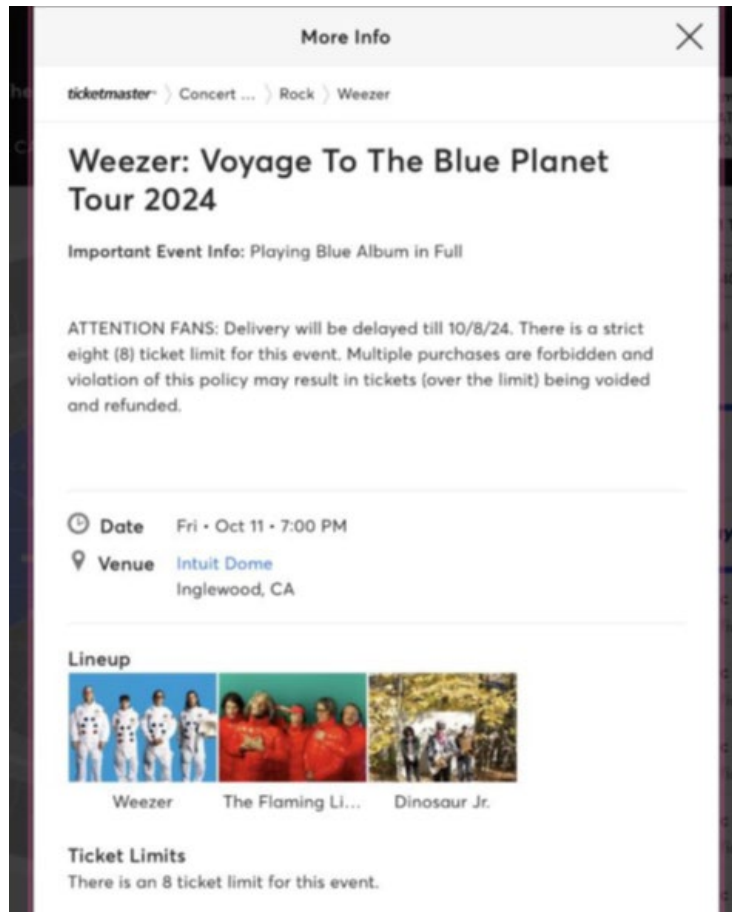 More Info
ticketmaster Concert ... Rock Weezer
Weezer: Voyage To The Blue Planet
Tour 2024
Important Event Info: Playing Blue Album in Full
ATTENTION FANS: Delivery will be delayed till 10/8/24. There is a strict
eight (8) ticket limit for this event. Multiple purchases are forbidden and
violation of this policy may result in tickets (over the limit) being voided
and refunded.
Date Fri • Oct 11 • 7:00 PM
Venue Intuit Dome
Inglewood, CA
Lineup
Weezer The Flaming Li... Dinosaur Jr.
Ticket Limits
There is an 8 ticket limit for this event.